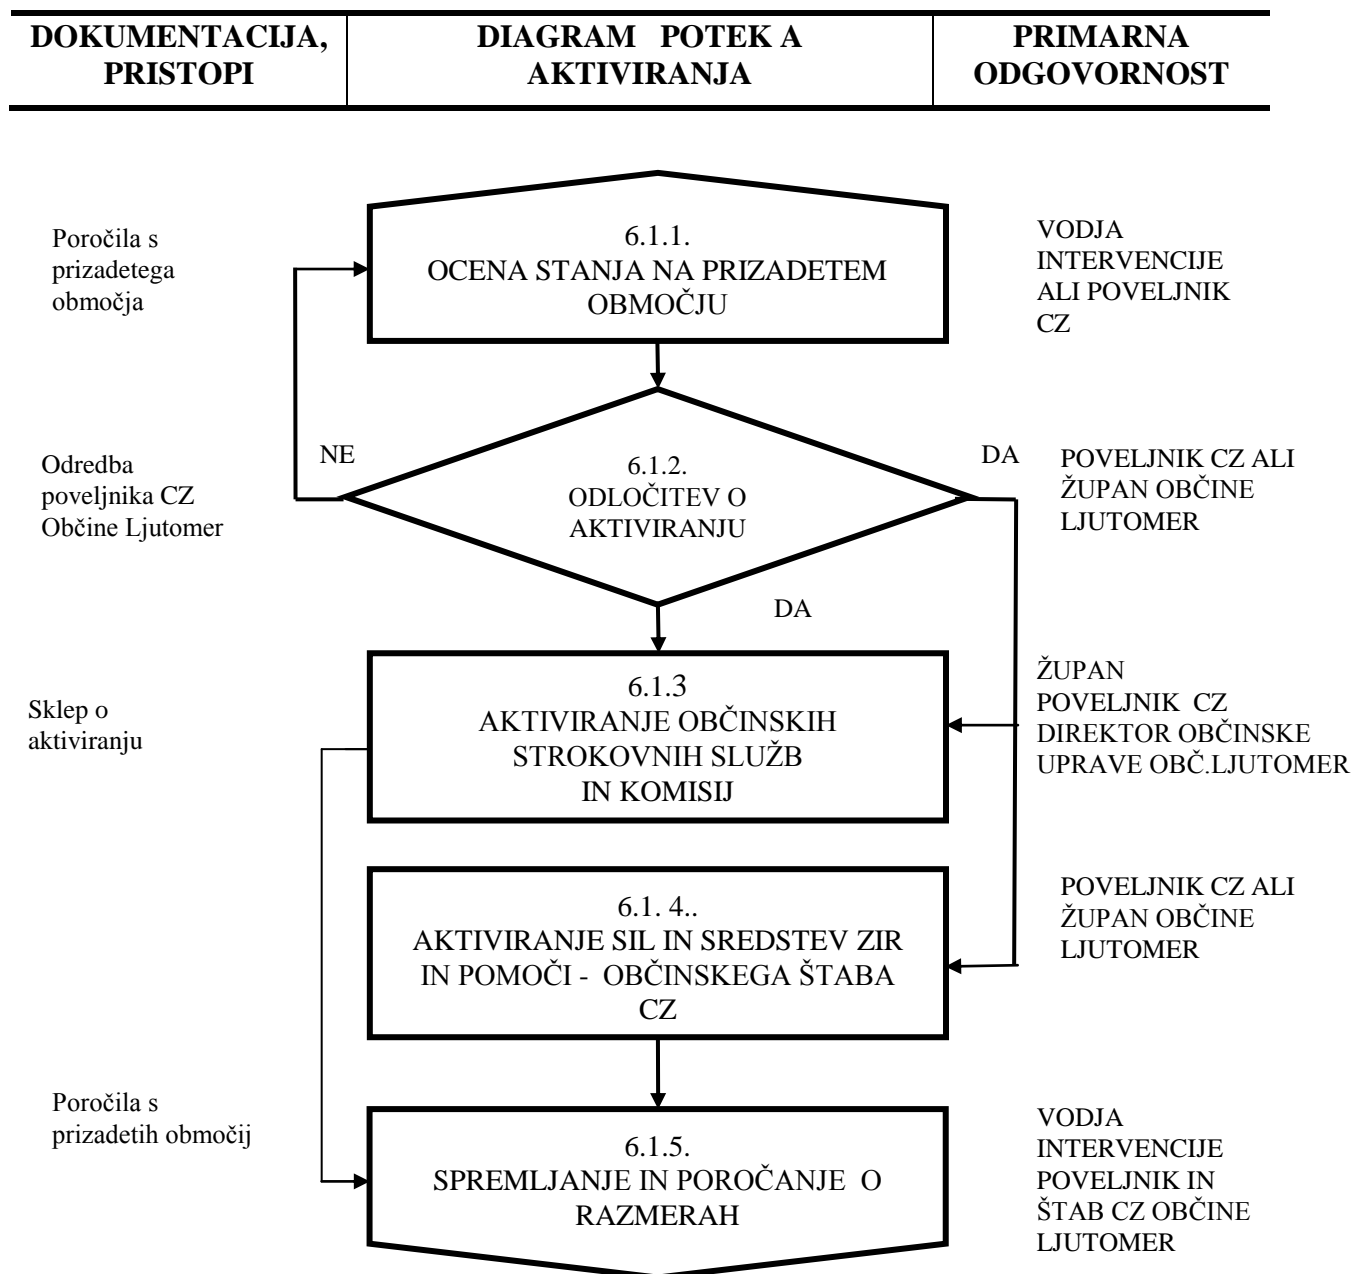 DOKUMENTACIJA,
PRISTOPI
DIAGRAM POTEK A
AKTIVIRANJA
PRIMARNA
ODGOVORNOST
Poročila s
prizadetega
območja
6.1.1.
OCENA STANJA NA PRIZADETEM
OBMOČJU
VODJA
INTERVENCIJE
ALI POVELJNIK
CZ
Odredba
poveljnika CZ
Občine Ljutomer
NE
6.1.2.
ODLOČITEV O
AKTIVIRANJU
DA
POVELJNIK CZ ALI
ŽUPAN OBČINE
LJUTOMER
DA
Sklep o
aktiviranju
6.1.3
AKTIVIRANJE OBČINSKIH
STROKOVNIH SLUŽB
IN KOMISIJ
ŽUPAN
POVELJNIK CZ
DIREKTOR OBČINSKE
UPRAVE OBČ.LJUTOMER
6.1. 4..
AKTIVIRANJE SIL IN SREDSTEV ZIR
IN POMOČI - OBČINSKEGA ŠTABA
CZ
POVELJNIK CZ ALI
ŽUPAN OBČINE
LJUTOMER
Poročila s
prizadetih območij
6.1.5.
SPREMLJANJE IN POROČANJE O
RAZMERAH
VODJA
INTERVENCIJE
POVELJNIK IN
ŠTAB CZ OBČINE
LJUTOMER